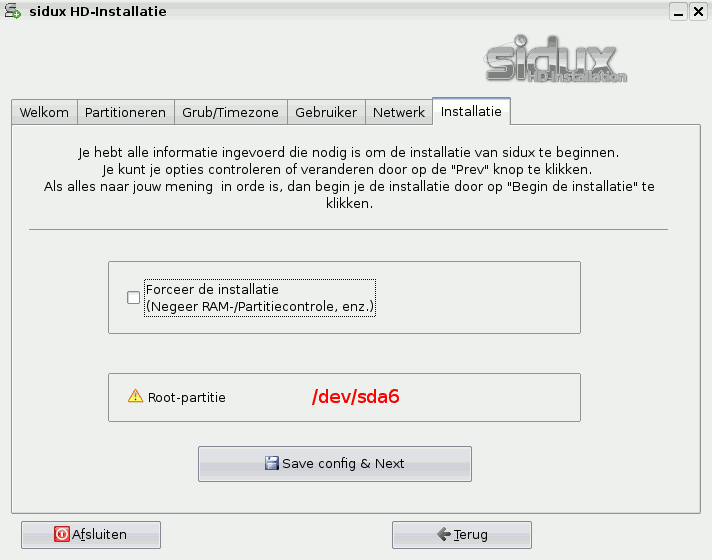 sidux HD-Installatie
sidux
HD-Installation
Welkom Partitioneren Grub/Timezone Gebruiker Netwerk Installatie
Je hebt alle informatie ingevoerd die nodig is om de installatie van sidux te beginnen.
Je kunt je opties controleren of veranderen door op de "Prev" knop te klikken.
Als alles naar jouw mening  in orde is, dan begin je de installatie door op "Begin de installatie" te
klikken.
Forceer de installatie
(Negeer RAM-/Partitiecontrole, enz.)
Root-partitie /dev/sda6
Save config & Next
Afsluiten Terug